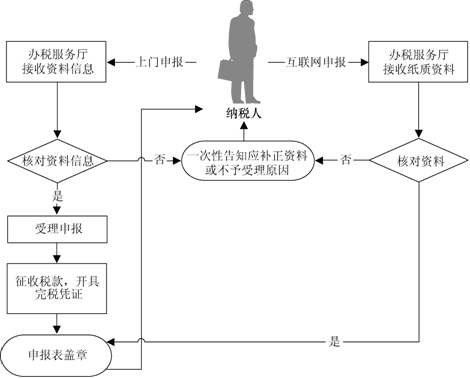 办税服务厅
接收资料信息
上门申报
互联网申报
办税服务厅
接收纸质资料
纳税人
核对资料信息
否
一次性告知应补正资料
或不予受理原因
否
核对资料
是
受理申报
征收税款，开具
完税凭证
是
申报表盖章